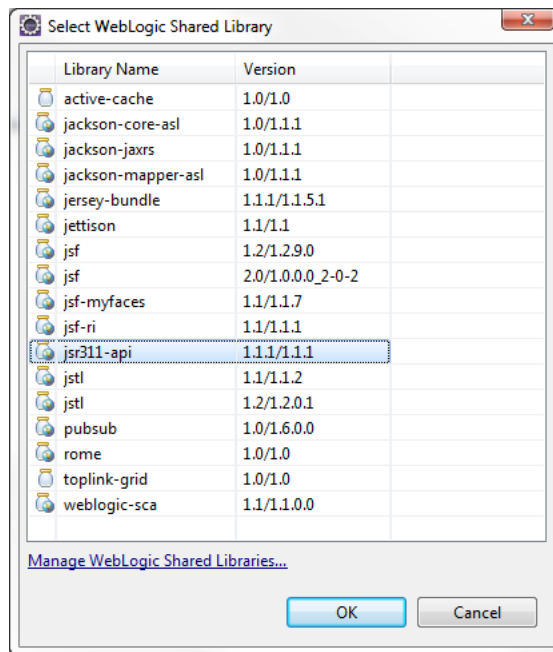 Select WebLogic Shared Library
Library Name Version
active-cache 1.0/1.0
jackson-core-asl 1.0/1.1.1
jackson-jaxrs 1.0/1.1.1
jackson-mapper-asl 1.0/1.1.1
jersey-bundle 1.1.1/1.1.5.1
jettison 1.1/1.1
jsf 1.2/1.2.9.0
jsf 2.0/1.0.0.0_2-0-2
jsf-myfaces 1.1/1.1.7
jsf-ri 1.1/1.1.1
jsr311-api 1.1.1/1.1.1
jstl 1.1/1.1.2
jstl 1.2/1.2.0.1
pubsub 1.0/1.6.0.0
rome 1.0/1.0
toplink-grid 1.0/1.0
weblogic-sca 1.1/1.1.0.0
Manage WebLogic Shared Libraries...
OK Cancel